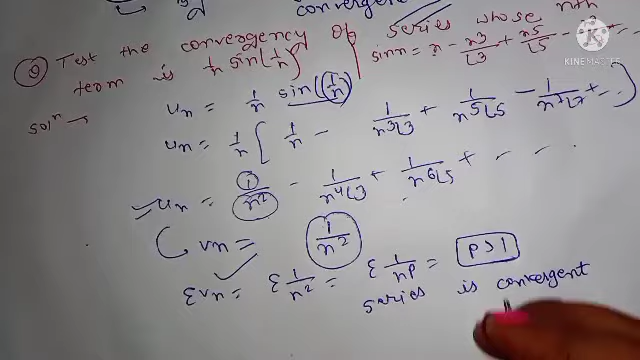 convergent
Q Test the convergency of series whose nth
term is 1/n sin(1/n)
sin n = n - n3/⌊3 + n5/⌊5 -
KINEMASTER
soln → un = 1/n sin(1/n)
un = 1/n [ 1/n - 1/n3⌊3 + 1/n5⌊5 - 1/n7⌊7 + ... )
un = 1/n2 - 1/n4⌊3 + 1/n6⌊5 + - - -
vn = 1/n2
Σvn = Σ 1/n2 = Σ 1/np = p>1
series is convergent